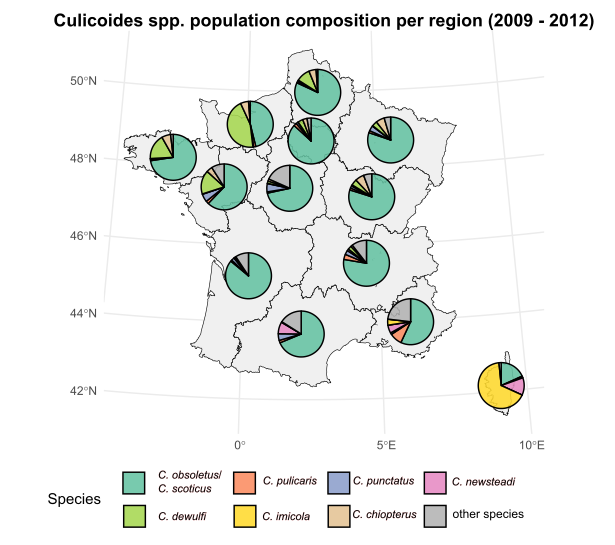 Culicoides spp. population composition per region (2009 - 2012)
50°N
48°N
46°N
44°N
42°N
0°
5°E
10°E
Species
C. obsoletus/
C. scoticus
C. pulicaris
C. punctatus
C. newsteadi
C. dewulfi
C. imicola
C. chiopterus
other species